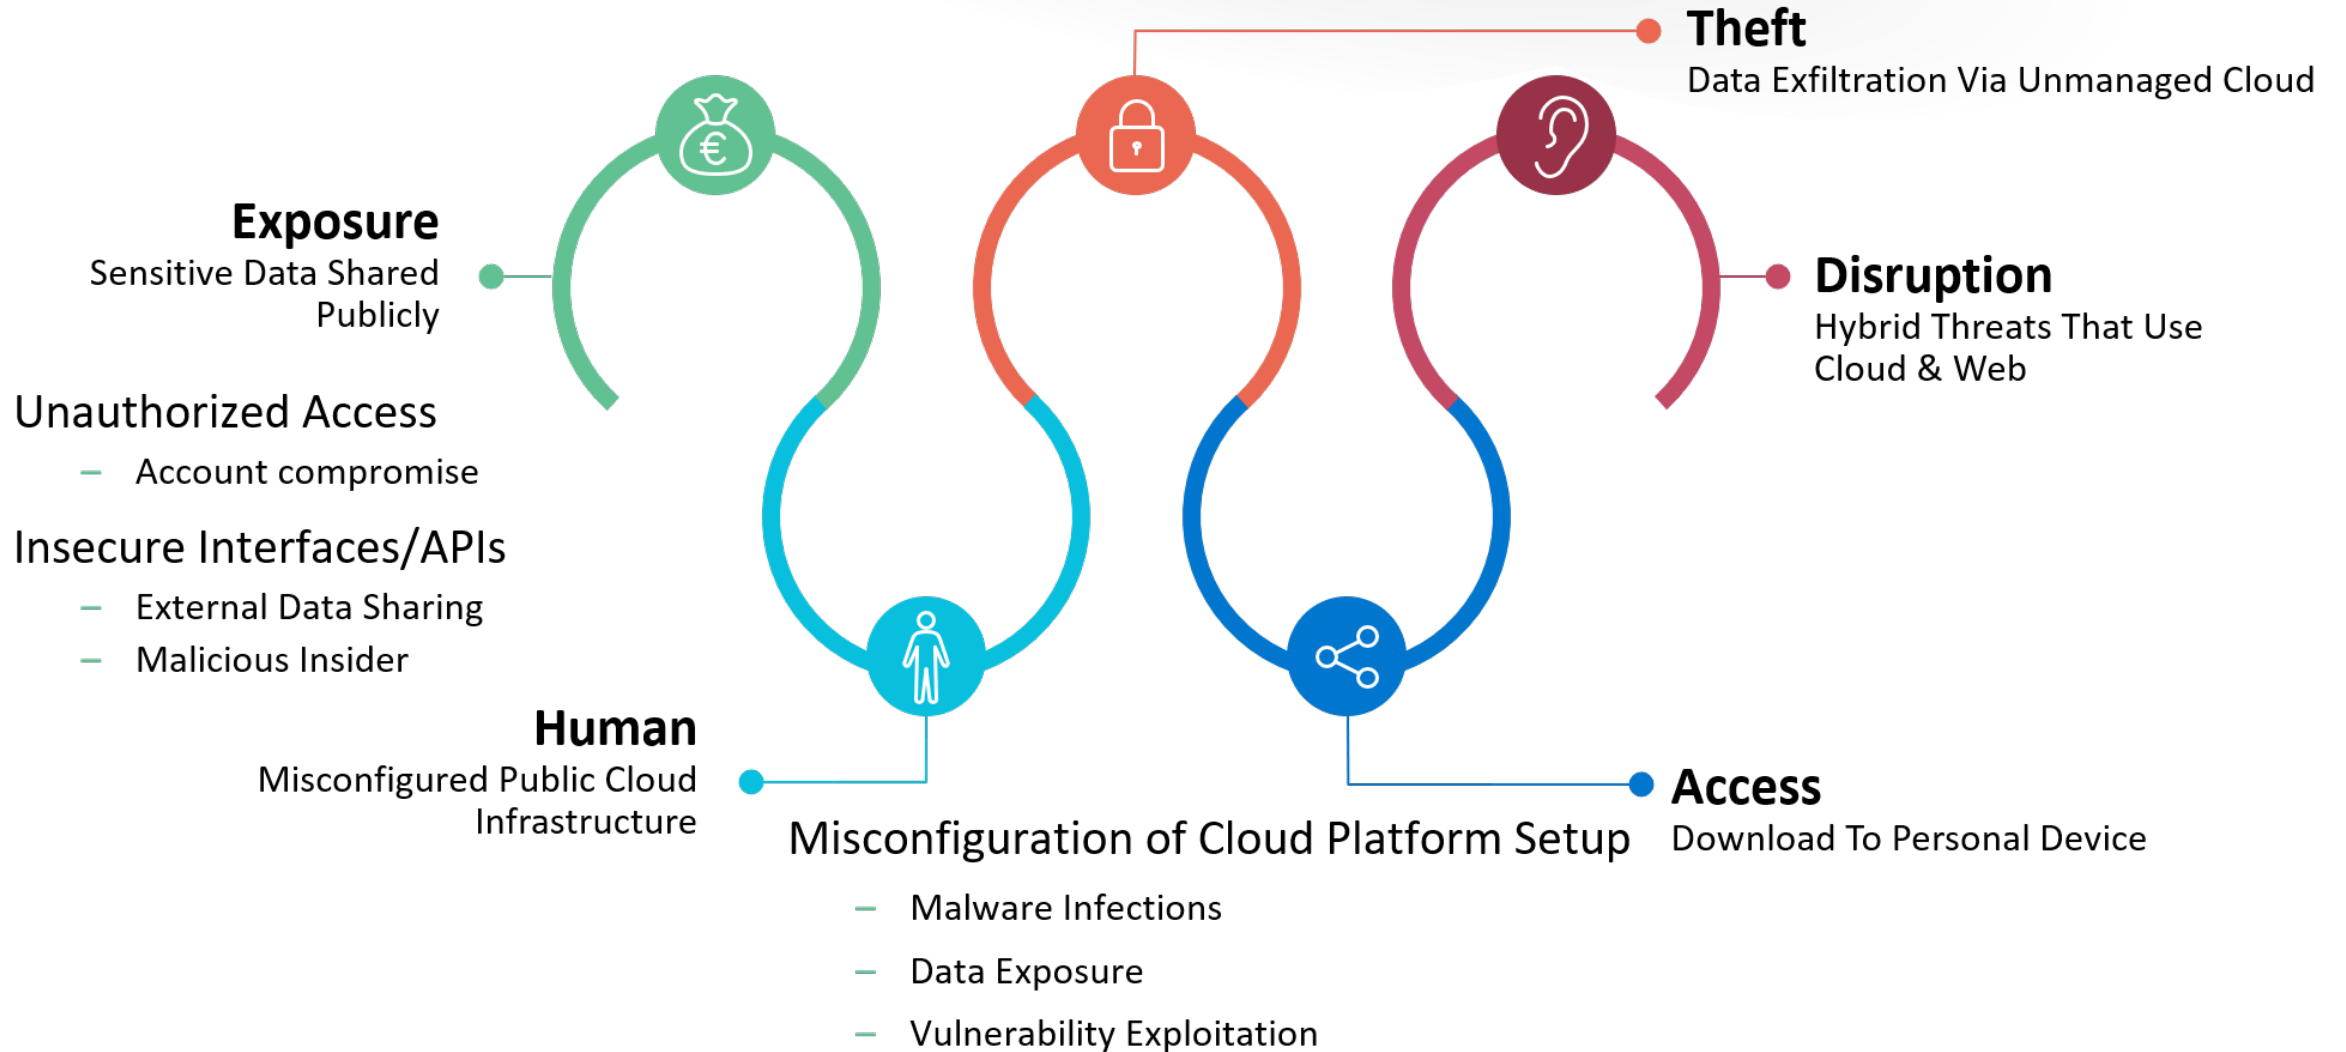 Theft
Data Exfiltration Via Unmanaged Cloud
€
Exposure
Sensitive Data Shared
Publicly
Disruption
Hybrid Threats That Use
Cloud & Web
Unauthorized Access
– Account compromise
Insecure Interfaces/APIs
– External Data Sharing
– Malicious Insider
Human
Misconfigured Public Cloud
Infrastructure
Access
Download To Personal Device
Misconfiguration of Cloud Platform Setup
– Malware Infections
– Data Exposure
– Vulnerability Exploitation